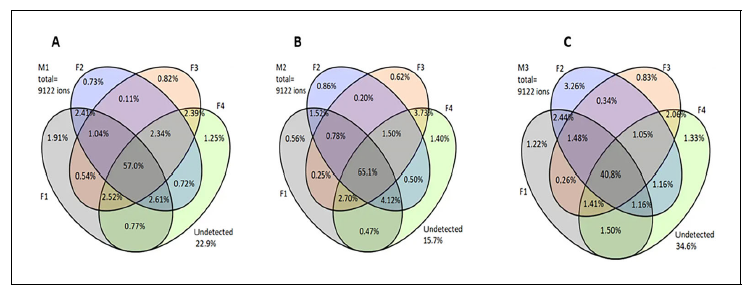 A
M1
total=
9122 ions
F2
F3
F4
F1
0.73%
0.82%
0.11%
2.41%
2.39%
1.91%
1.04%
2.34%
1.25%
57.0%
0.54%
0.72%
2.52%
2.61%
0.77%
Undetected
22.9%
B
M2
total=
9122 ions
F2
F3
F4
F1
0.86%
0.62%
0.20%
1.52%
3.73%
0.56%
0.78%
1.50%
1.40%
65.1%
0.25%
0.50%
2.70%
4.12%
0.47%
Undetected
15.7%
C
M3
total=
9122 ions
F2
F3
F4
F1
3.26%
0.83%
0.34%
2.44%
2.06%
1.22%
1.48%
1.05%
1.33%
40.8%
0.26%
1.16%
1.41%
1.16%
1.50%
Undetected
34.6%